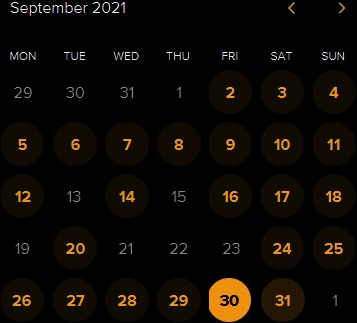 September 2021
MON TUE WED THU FRI SAT SUN
29 30 31 1 2 3 4
5 6 7 8 9 10 11
12 13 14 15 16 17 18
19 20 21 22 23 24 25
26 27 28 29 30 31 1